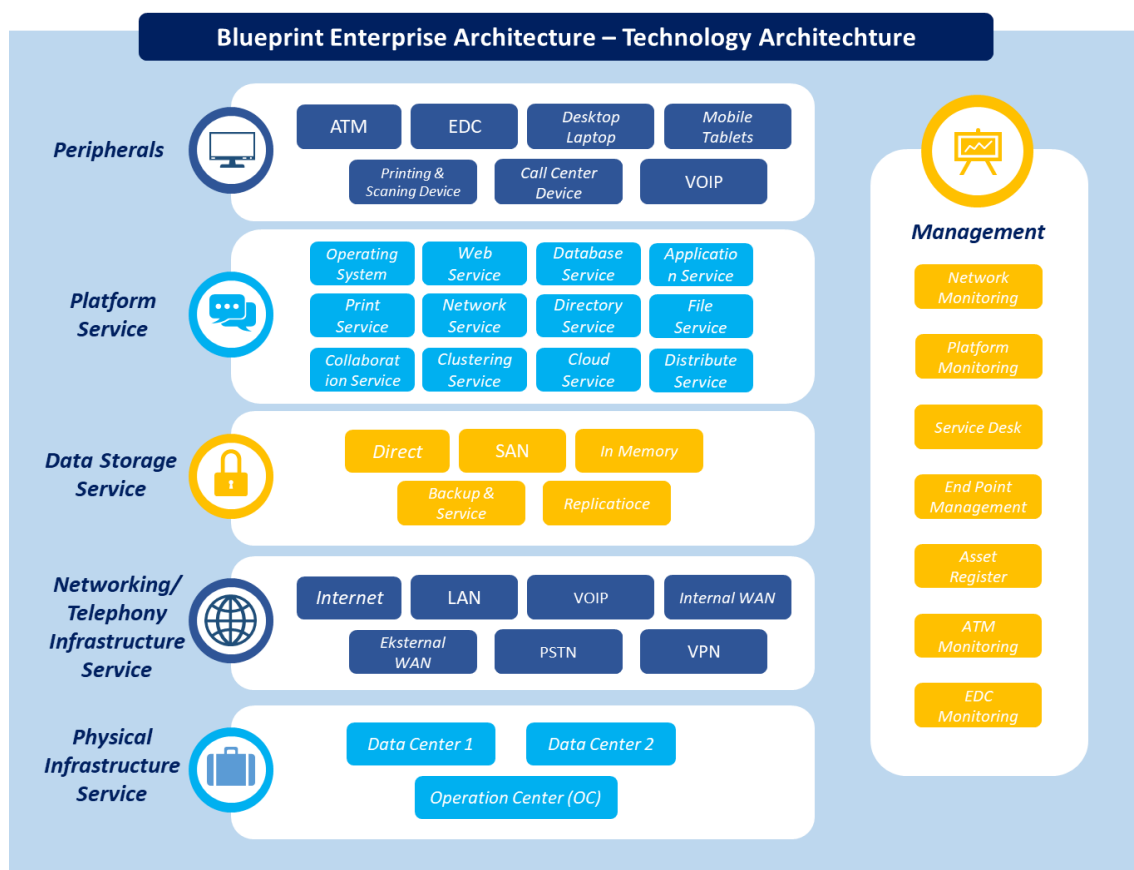 Blueprint Enterprise Architecture – Technology Architechture
Peripherals
ATM
EDC
Desktop
Laptop
Mobile
Tablets
Printing &
Scaning Device
Call Center
Device
VOIP
Platform
Service
Operating
System
Web
Service
Database
Service
Applicatio
n Service
Print
Service
Network
Service
Directory
Service
File
Service
Collaborat
ion Service
Clustering
Service
Cloud
Service
Distribute
Service
Data Storage
Service
Direct
SAN
In Memory
Backup &
Service
Replicatioce
Networking/
Telephony
Infrastructure
Service
Internet
LAN
VOIP
Internal WAN
Eksternal
WAN
PSTN
VPN
Physical
Infrastructure
Service
Data Center 1
Data Center 2
Operation Center (OC)
Management
Network
Monitoring
Platform
Monitoring
Service Desk
End Point
Management
Asset
Register
ATM
Monitoring
EDC
Monitoring